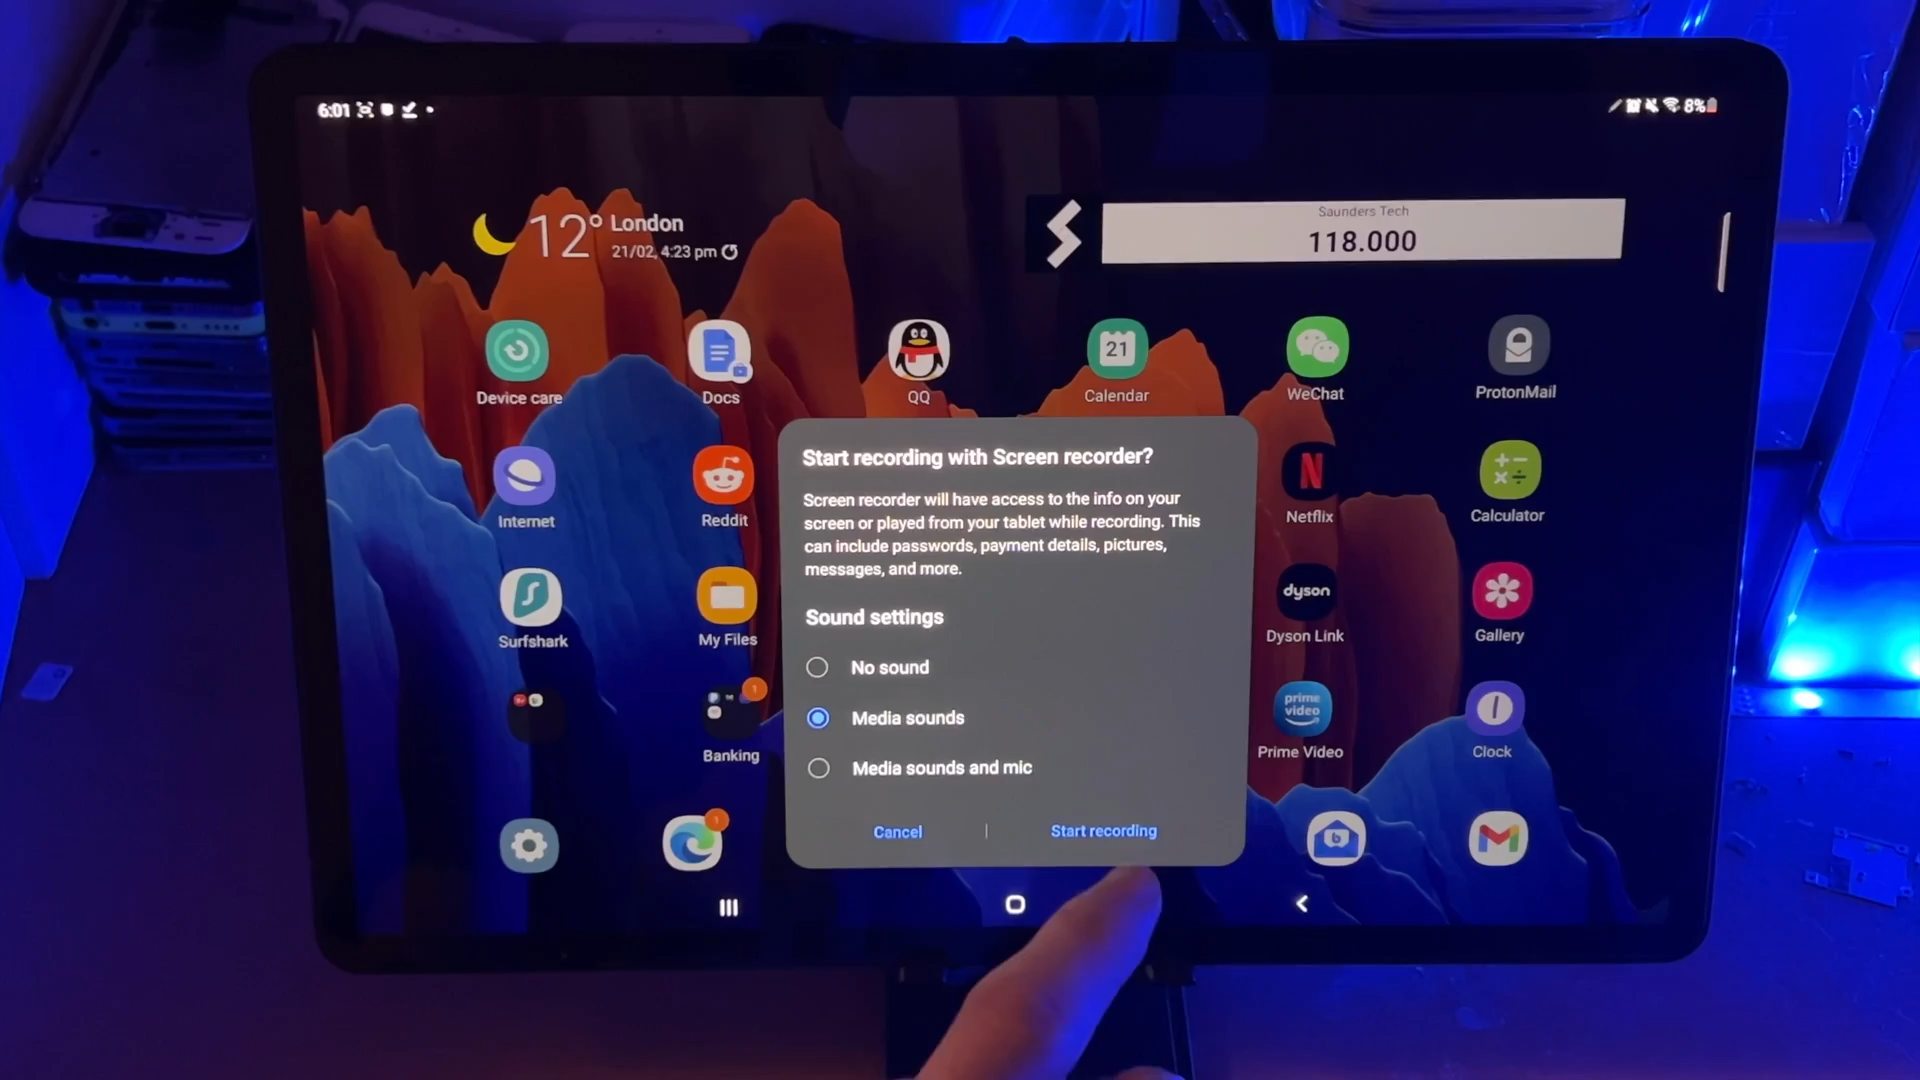 6:01
8%
12° London
21/02, 4:23 pm
Saunders Tech
118.000
Device care
Docs
QQ
21
Calendar
WeChat
ProtonMail
Start recording with Screen recorder?
Screen recorder will have access to the info on your
screen or played from your tablet while recording. This
can include passwords, payment details, pictures,
messages, and more.
Sound settings
No sound
Media sounds
Media sounds and mic
Cancel | Start recording
Internet
Reddit
N
Netflix
Calculator
Surfshark
My Files
dyson
Dyson Link
Gallery
1
Banking
prime
video
Prime Video
Clock
1
b